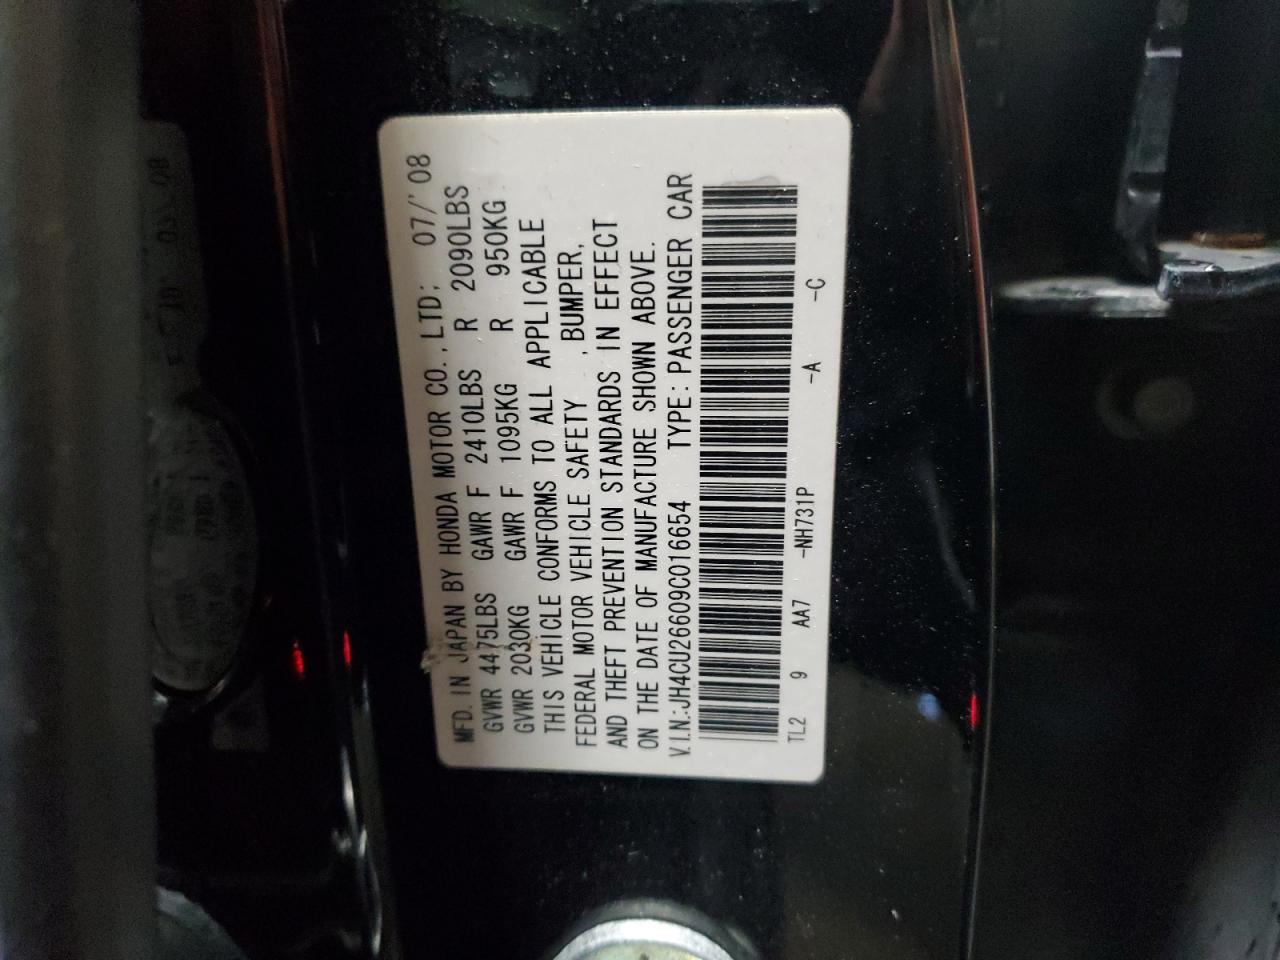 MFD. IN JAPAN BY HONDA MOTOR CO., LTD; 07/'08
GVWR 4475LBS GAWR F 2410LBS R 2090LBS
GVWR 2030KG GAWR F 1095KG R 950KG
THIS VEHICLE CONFORMS TO ALL APPLICABLE
FEDERAL MOTOR VEHICLE SAFETY , BUMPER,
AND THEFT PREVENTION STANDARDS IN EFFECT
ON THE DATE OF MANUFACTURE SHOWN ABOVE.
V.I.N.:JH4CU26609C016654 TYPE: PASSENGER CAR
TL2 9 AA7 -NH731P -A -C